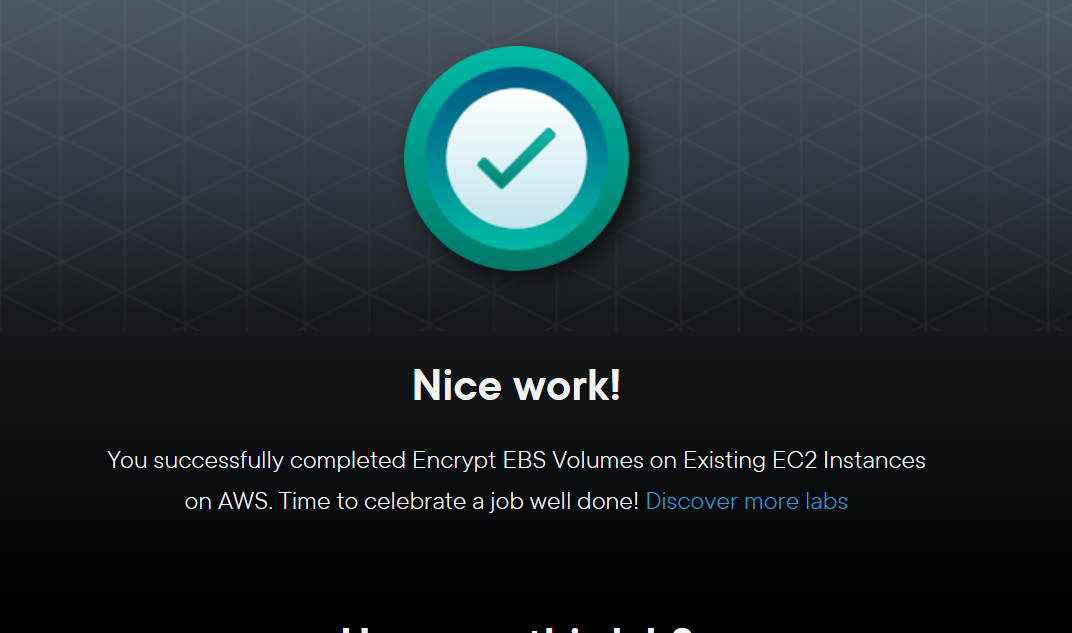 Nice work!
You successfully completed Encrypt EBS Volumes on Existing EC2 Instances
on AWS. Time to celebrate a job well done! Discover more labs